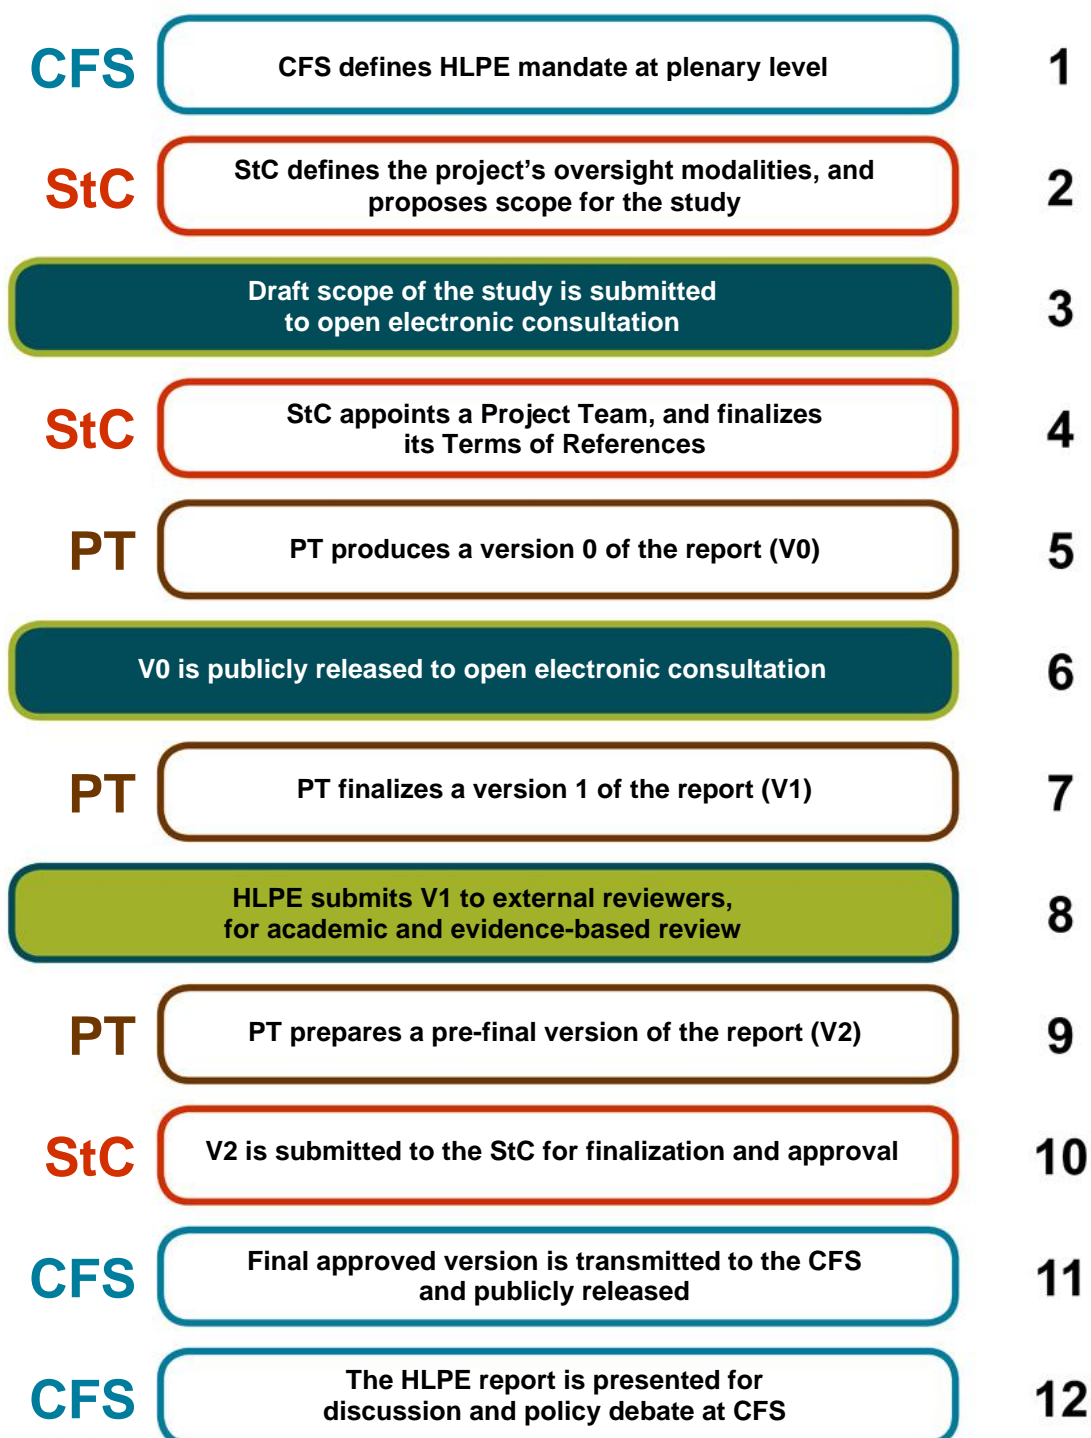 CFS
CFS defines HLPE mandate at plenary level
1
StC
StC defines the project's oversight modalities, and
proposes scope for the study
2
Draft scope of the study is submitted
to open electronic consultation
3
StC
StC appoints a Project Team, and finalizes
its Terms of References
4
PT
PT produces a version 0 of the report (V0)
5
V0 is publicly released to open electronic consultation
6
PT
PT finalizes a version 1 of the report (V1)
7
HLPE submits V1 to external reviewers,
for academic and evidence-based review
8
PT
PT prepares a pre-final version of the report (V2)
9
StC
V2 is submitted to the StC for finalization and approval
10
CFS
Final approved version is transmitted to the CFS
and publicly released
11
CFS
The HLPE report is presented for
discussion and policy debate at CFS
12